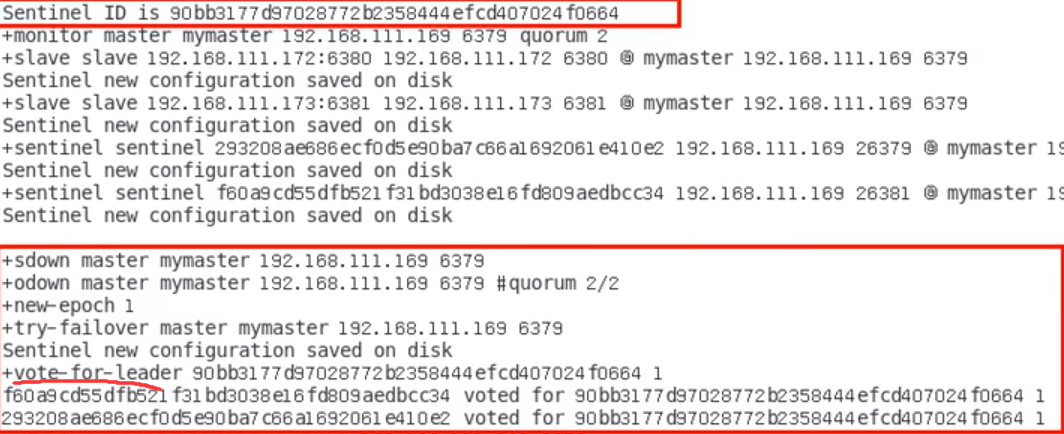 Sentinel ID is 90bb3177d97028772b2358444efcd407024f0664
+monitor master mymaster 192.168.111.169 6379 quorum 2
+slave slave 192.168.111.172:6380 192.168.111.172 6380 @ mymaster 192.168.111.169 6379
Sentinel new configuration saved on disk
+slave slave 192.168.111.173:6381 192.168.111.173 6381 @ mymaster 192.168.111.169 6379
Sentinel new configuration saved on disk
+sentinel sentinel 293208ae686ecf0d5e90ba7c66a1692061e410e2 192.168.111.169 26379 @ mymaster 19
Sentinel new configuration saved on disk
+sentinel sentinel f60a9cd55dfb521f31bd3038e16fd809aedbcc34 192.168.111.169 26381 @ mymaster 19
Sentinel new configuration saved on disk
+sdown master mymaster 192.168.111.169 6379
+odown master mymaster 192.168.111.169 6379 #quorum 2/2
+new-epoch 1
+try-failover master mymaster 192.168.111.169 6379
Sentinel new configuration saved on disk
+vote-for-leader 90bb3177d97028772b2358444efcd407024f0664 1
f60a9cd55dfb521f31bd3038e16fd809aedbcc34 voted for 90bb3177d97028772b2358444efcd407024f0664 1
293208ae686ecf0d5e90ba7c66a1692061e410e2 voted for 90bb3177d97028772b2358444efcd407024f0664 1